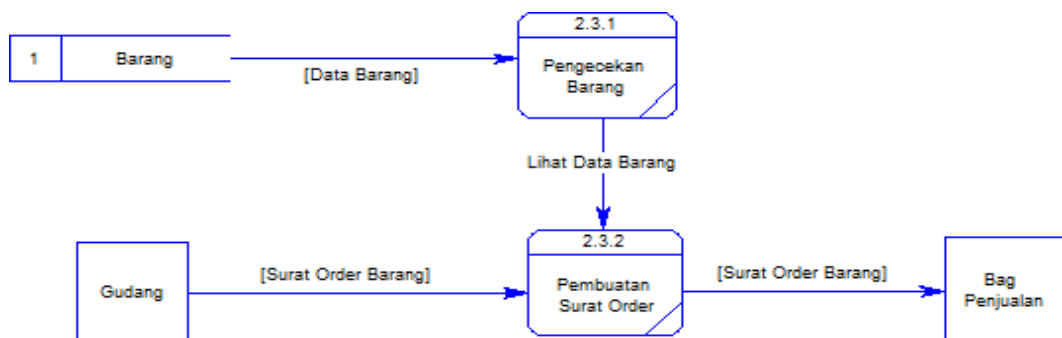 2.3.1
1 Barang
[Data Barang]
Pengecekan
Barang
Lihat Data Barang
2.3.2
Gudang
[Surat Order Barang]
Pembuatan
Surat Order
[Surat Order Barang]
Bag
Penjualan